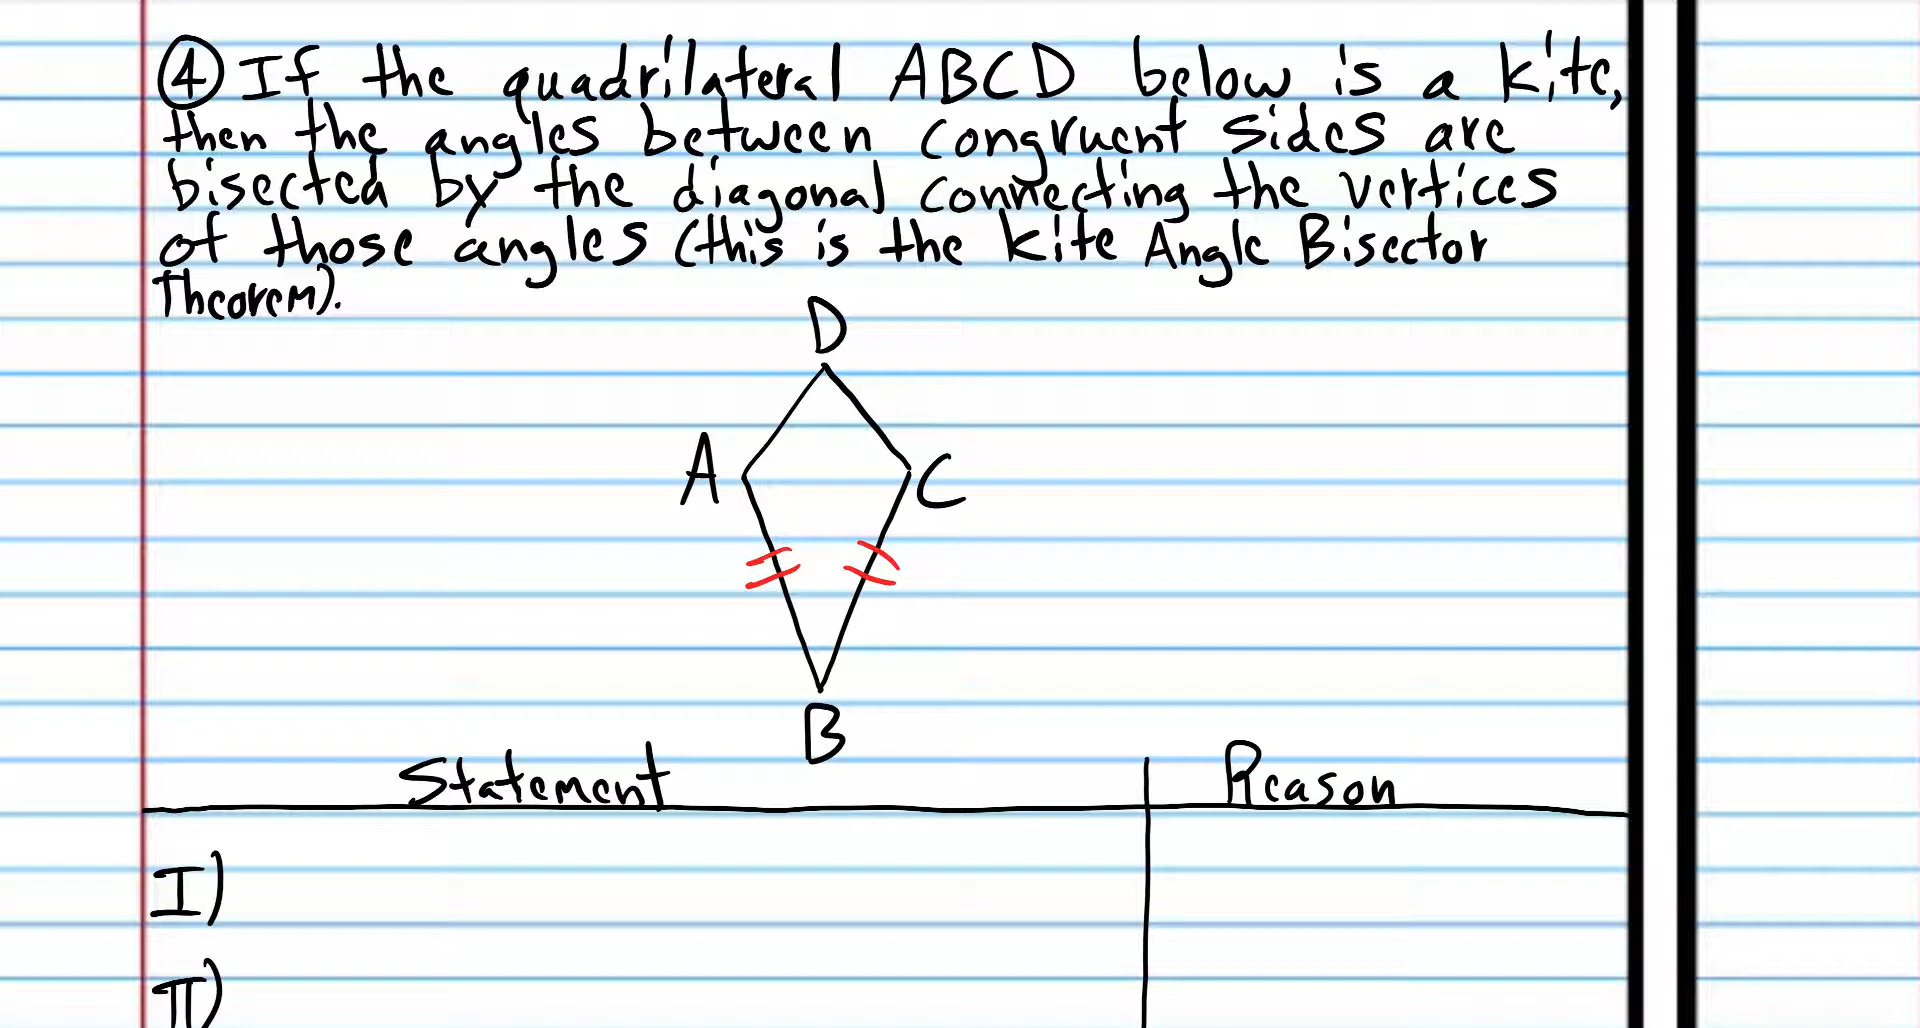 ④ If the quadrilateral ABCD below is a kite,
then the angles between congruent sides are
bisected by the diagonal connecting the vertices
of those angles (this is the Kite Angle Bisector
Theorem).
D
A
C
B
Statement
Reason
I)
II)